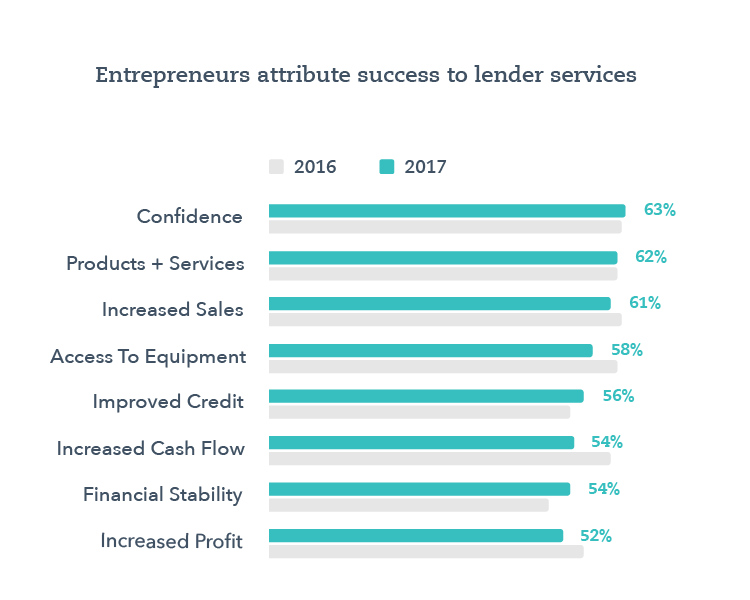 Entrepreneurs attribute success to lender services
2016 2017
Confidence 63%
Products + Services 62%
Increased Sales 61%
Access To Equipment 58%
Improved Credit 56%
Increased Cash Flow 54%
Financial Stability 54%
Increased Profit 52%